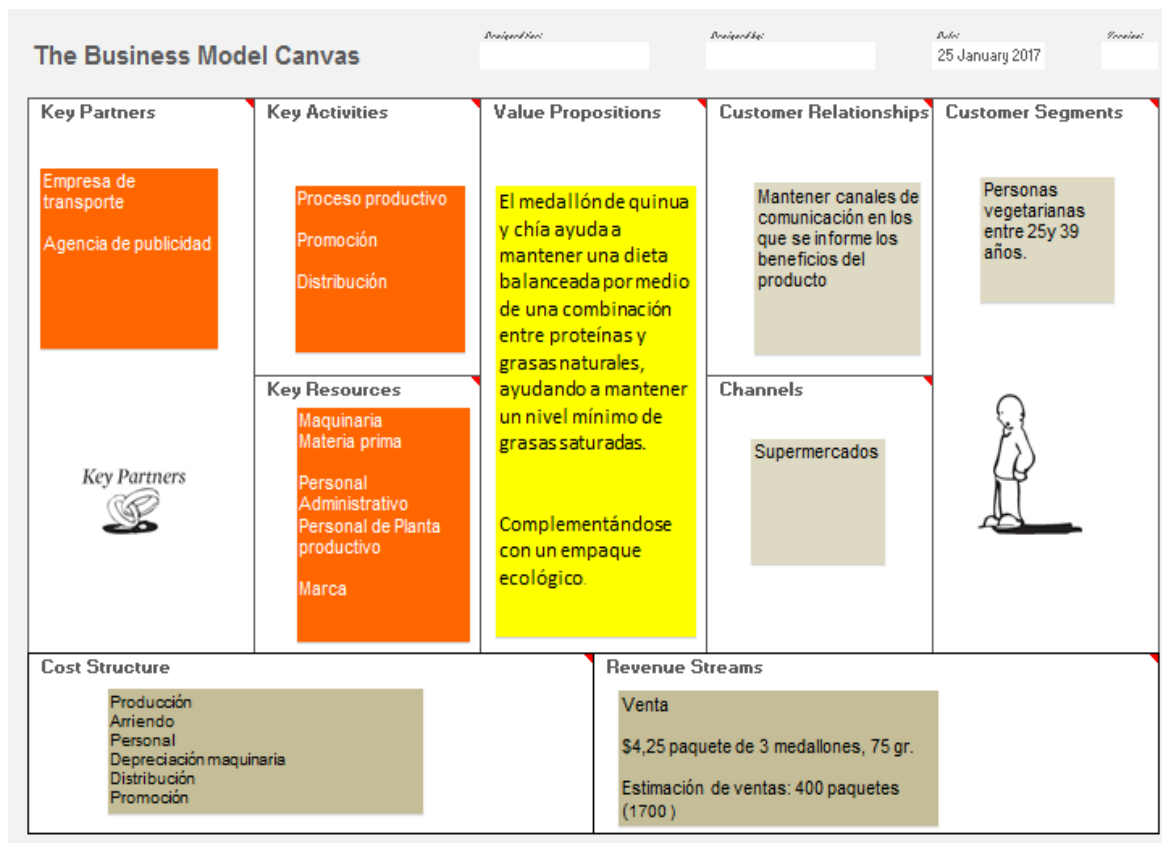 Designed for:
Designed by:
Date:
Version:
The Business Model Canvas
25 January 2017
Key Partners
Empresa de
transporte
Agencia de publicidad
Key Partners
Key Activities
Proceso productivo
Promoción
Distribución
Key Resources
Maquinaria
Materia prima
Personal
Administrativo
Personal de Planta
productivo
Marca
Value Propositions
El medallón de quinua
y chía ayuda a
mantener una dieta
balanceada por medio
de una combinación
entre proteínas y
grasas naturales,
ayudando a mantener
un nivel mínimo de
grasas saturadas.
Complementándose
con un empaque
ecológico.
Customer Relationships
Mantener canales de
comunicación en los
que se informe los
beneficios del
producto
Channels
Supermercados
Customer Segments
Personas
vegetarianas
entre 25y 39
años.
Cost Structure
Producción
Arriendo
Personal
Depreciación maquinaria
Distribución
Promoción
Revenue Streams
Venta
$4,25 paquete de 3 medallones, 75 gr.
Estimación de ventas: 400 paquetes
(1700 )